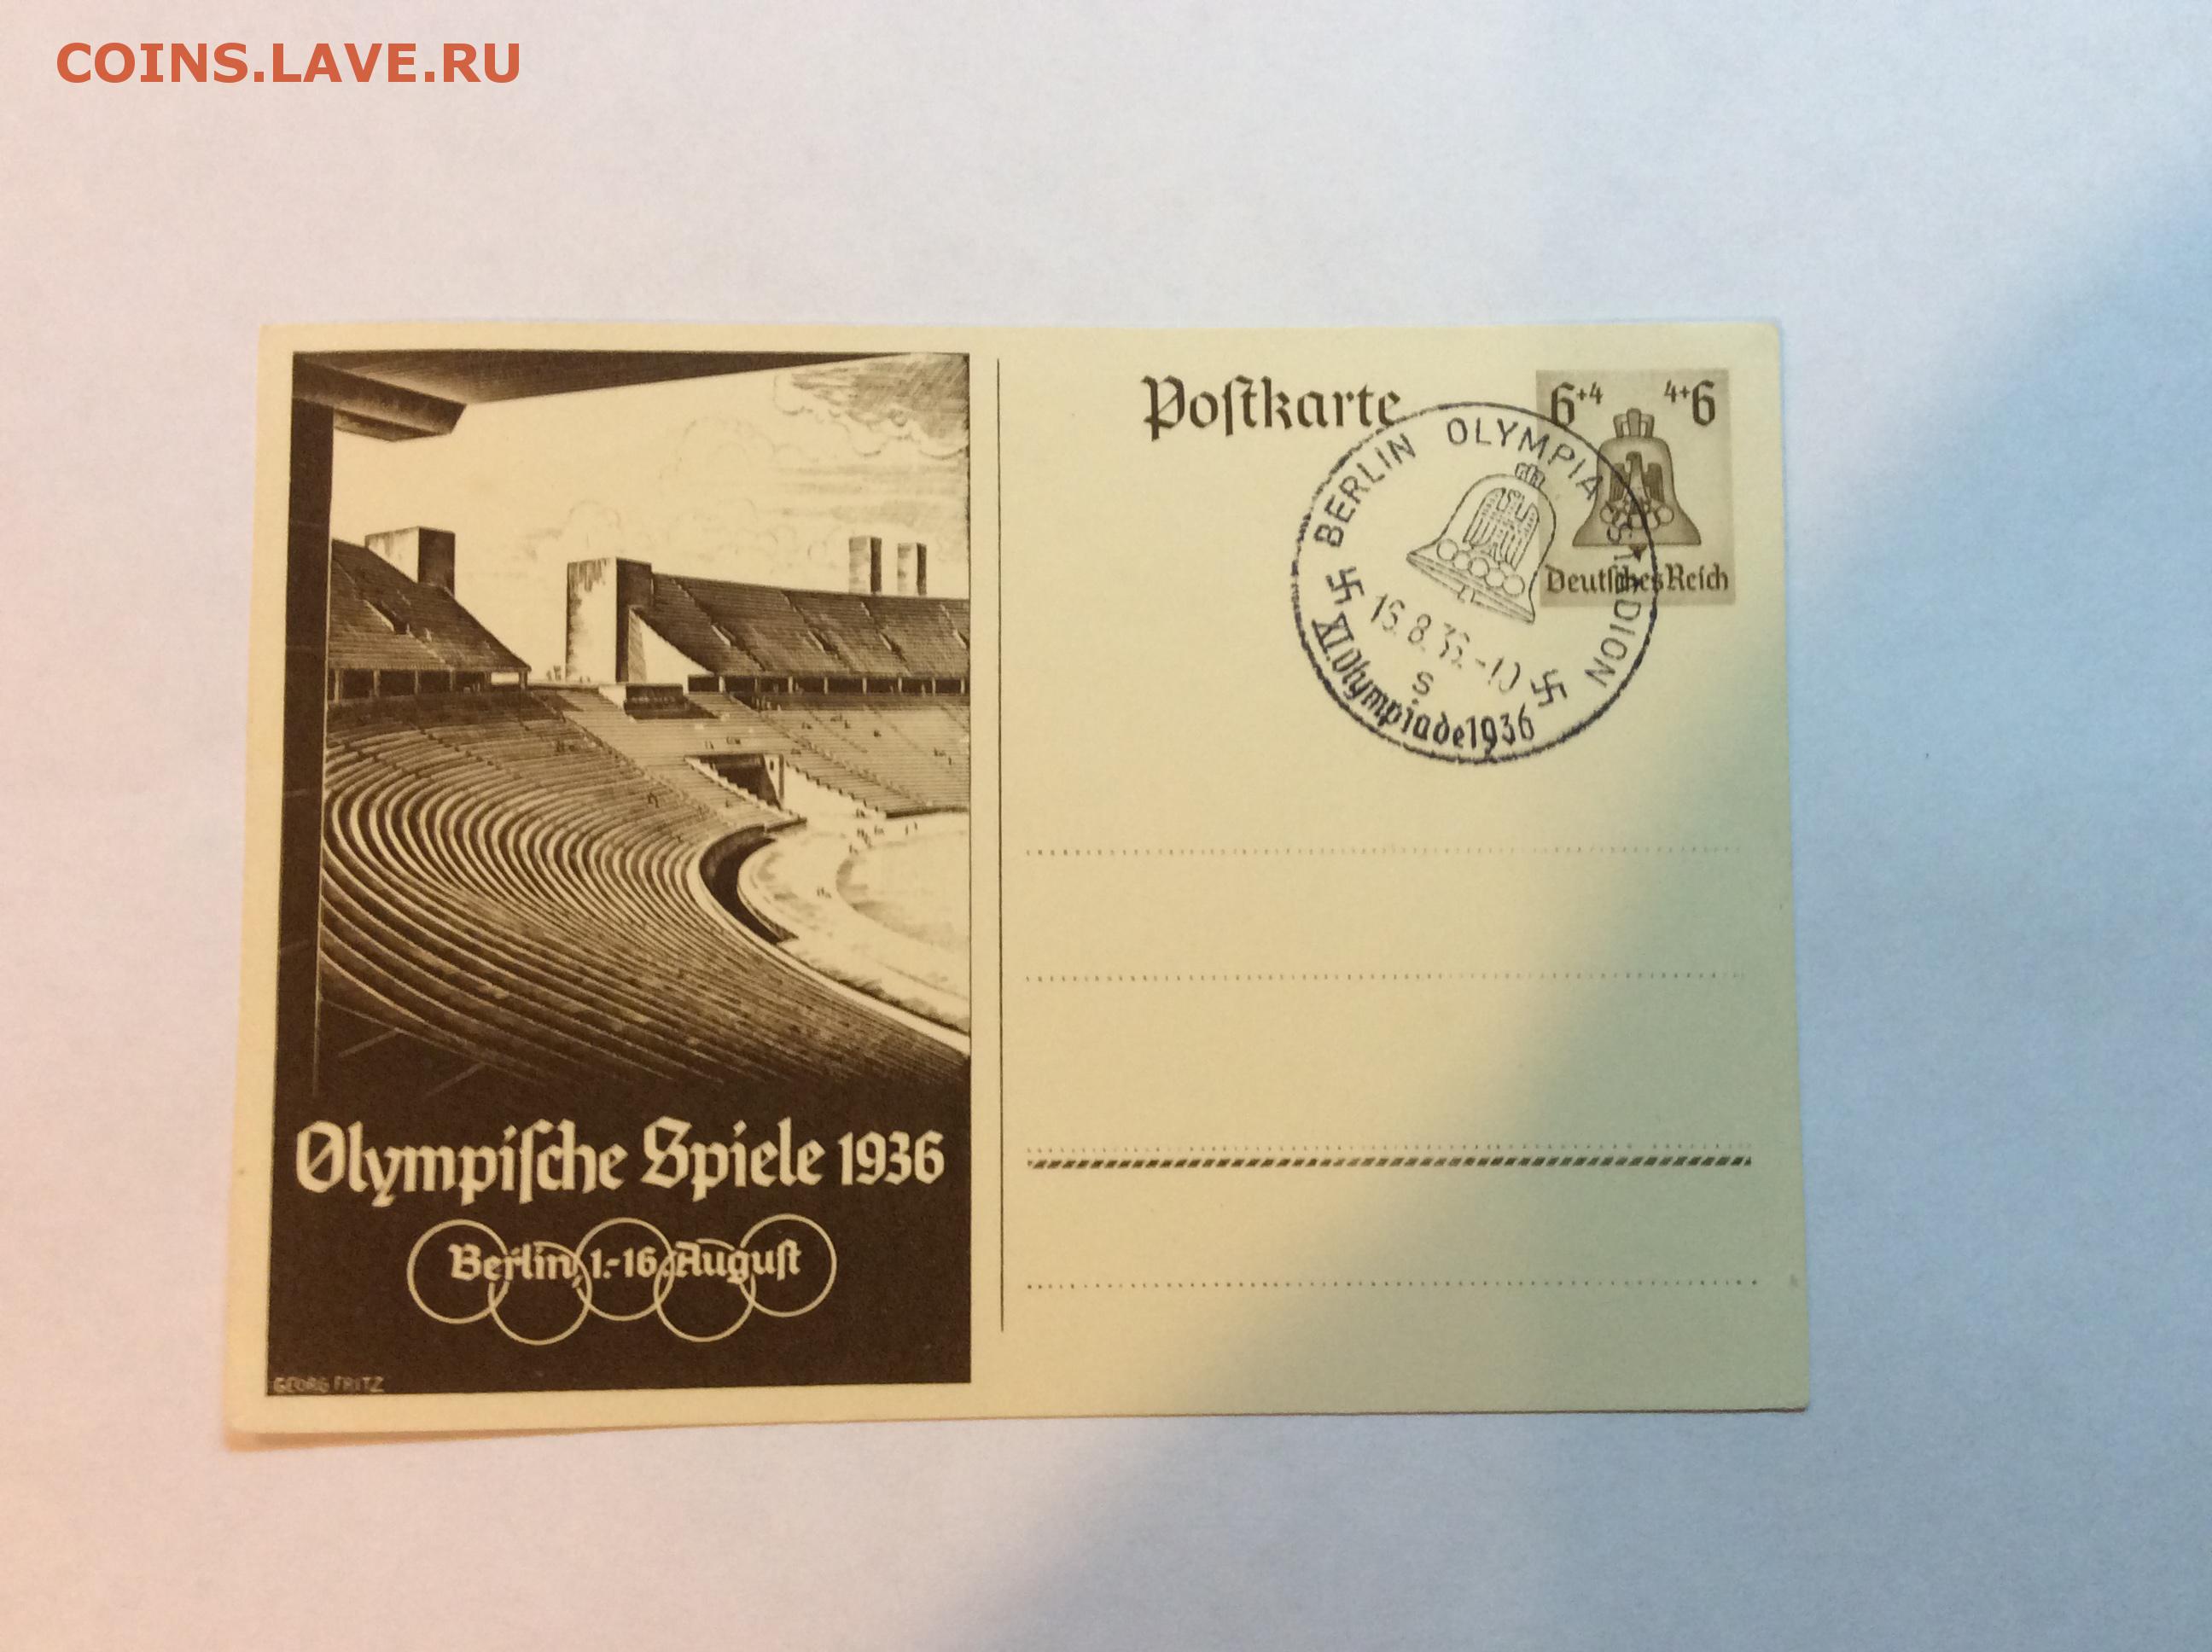 COINS.LAVE.RU
Poſtkarte
6+4 4+6
Deutſches Reich
BERLIN OLYMPIA STADION
8.36.-10
S
XI. Olympiade 1936
Olympiſche Spiele 1936
Berlin, 1.-16. Auguſt
GEORG FRITZ